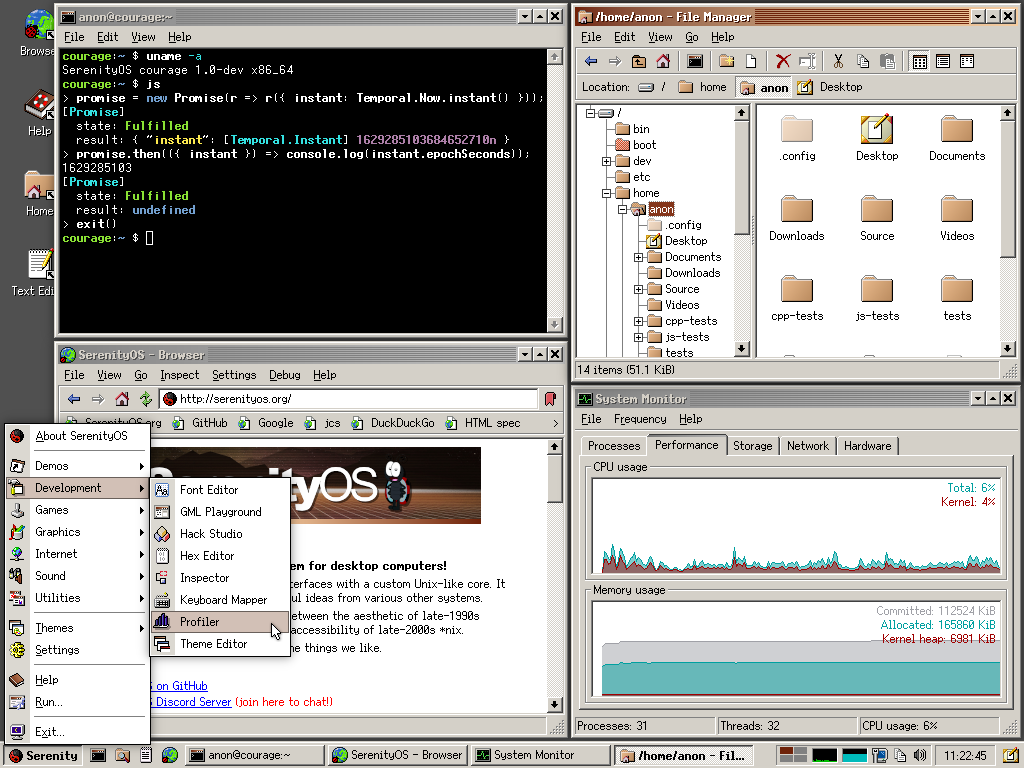 Browse
Help
Home
Text Edi
anon@courage:~
File Edit View Help
courage:~ $ uname -a
SerenityOS courage 1.0-dev x86_64
courage:~ $ js
> promise = new Promise(r => r({ instant: Temporal.Now.instant() }));
[Promise]
state: Fulfilled
result: { "instant": [Temporal.Instant] 1629285103684652710n }
> promise.then(({ instant }) => console.log(instant.epochSeconds));
1629285103
[Promise]
state: Fulfilled
result: undefined
> exit()
courage:~ $
/home/anon - File Manager
File Edit View Go Help
Location: / home anon Desktop
/
bin
boot
dev
etc
home
anon
.config
Desktop
Documents
Downloads
Source
Videos
cpp-tests
js-tests
tests
.config Desktop Documents
Downloads Source Videos
cpp-tests js-tests tests
14 items (51.1 KiB)
SerenityOS - Browser
File View Go Inspect Settings Debug Help
http://serenityos.org/
SerenityOS.org GitHub Google jcs DuckDuckGo HTML spec
SerenityOS
em for desktop computers!
terfaces with a custom Unix-like core. It
ul ideas from various other systems.
between the aesthetic of late-1990s
accessibility of late-2000s *nix.
he things we like.
S on GitHub
S Discord Server (join here to chat!)
System Monitor
File Frequency Help
Processes Performance Storage Network Hardware
CPU usage
Total: 6%
Kernel: 4%
Memory usage
Committed: 112524 KiB
Allocated: 165860 KiB
Kernel heap: 6981 KiB
Processes: 31 Threads: 32 CPU usage: 6%
About SerenityOS
Demos
Development
Games
Graphics
Internet
Sound
Utilities
Themes
Settings
Help
Run...
Exit...
Font Editor
GML Playground
Hack Studio
Hex Editor
Inspector
Keyboard Mapper
Profiler
Theme Editor
Serenity anon@courage:~ SerenityOS - Browser System Monitor /home/anon - Fil... 11:22:45